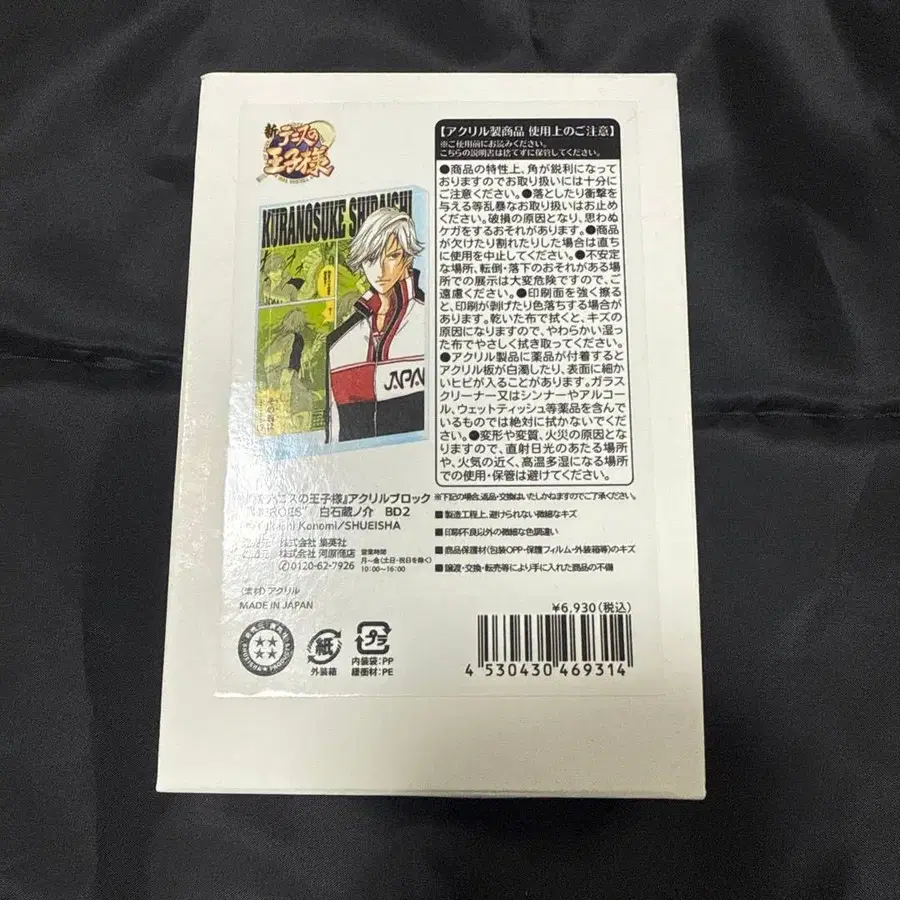 新テニスの
王子様
KURANOSUKE SHIRAISHI
JAPAN
【アクリル製商品 使用上のご注意】
※ご使用前にお読みください。
こちらの説明書は捨てずに保管してください。
●商品の特性上、角が鋭利になって
おりますのでお取り扱いには十分に
ご注意ください。●落としたり衝撃を
与える等乱暴なお取り扱いはお止め
ください。破損の原因となり、思わぬ
ケガをするおそれがあります。●商品
が欠けたり割れたりした場合は直ち
に使用を中止してください。●不安定
な場所、転倒・落下のおそれがある場
所での展示は大変危険ですので、ご
遠慮ください。●印刷面を強く擦る
と、印刷が剥げたり色落ちする場合が
あります。乾いた布で拭くと、キズの
原因になりますので、やわらかい湿っ
た布でやさしく拭き取ってください。
●アクリル製品に薬品が付着すると
アクリル板が白濁したり、表面に細か
いヒビが入ることがあります。ガラス
クリーナー又はシンナーやアルコー
ル、ウェットティッシュ等薬品を含んで
いるものでは絶対に拭かないでくだ
さい。●変形や変質、火災の原因とな
りますので、直射日光のあたる場所
や、火気の近く、高温多湿になる場所
での使用・保管は避けてください。
※下記の場合、返品・交換はいたしかねますのでご了承ください。
■製造工程上、避けられない微細なキズ
■印刷不良以外の微細な色調違い
■商品保護材(包装OPP・保護フィルム・外装箱等)のキズ
■譲渡・交換・転売等により手に入れた商品の不備
の王子様』アクリルブロック
白石蔵ノ介 BD2
Konomi/SHUEISHA
株式会社 集英社
株式会社 河原商店
0120-62-7926
営業時間
月〜金(土日・祝日を除く)
10:00〜16:00
アクリル
MADE IN JAPAN
紙
外装箱
プラ
内装袋:PP
緩衝材:PE
¥6,930(税込)
4 530430 469314